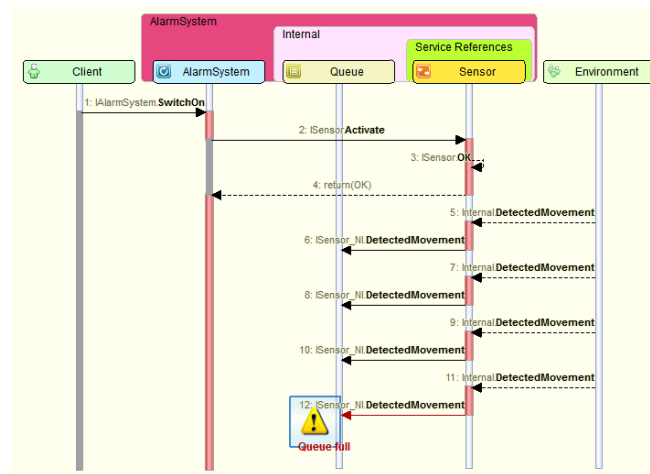 AlarmSystem
Internal
Service References
Client
AlarmSystem
Queue
Sensor
Environment
1: IAlarmSystem.SwitchOn
2: ISensor.Activate
3: ISensor.OK
4: return(OK)
5: Internal.DetectedMovement
6: ISensor_NI.DetectedMovement
7: Internal.DetectedMovement
8: ISensor_NI.DetectedMovement
9: Internal.DetectedMovement
10: ISensor_NI.DetectedMovement
11: Internal.DetectedMovement
12: ISensor_NI.DetectedMovement
Queue full